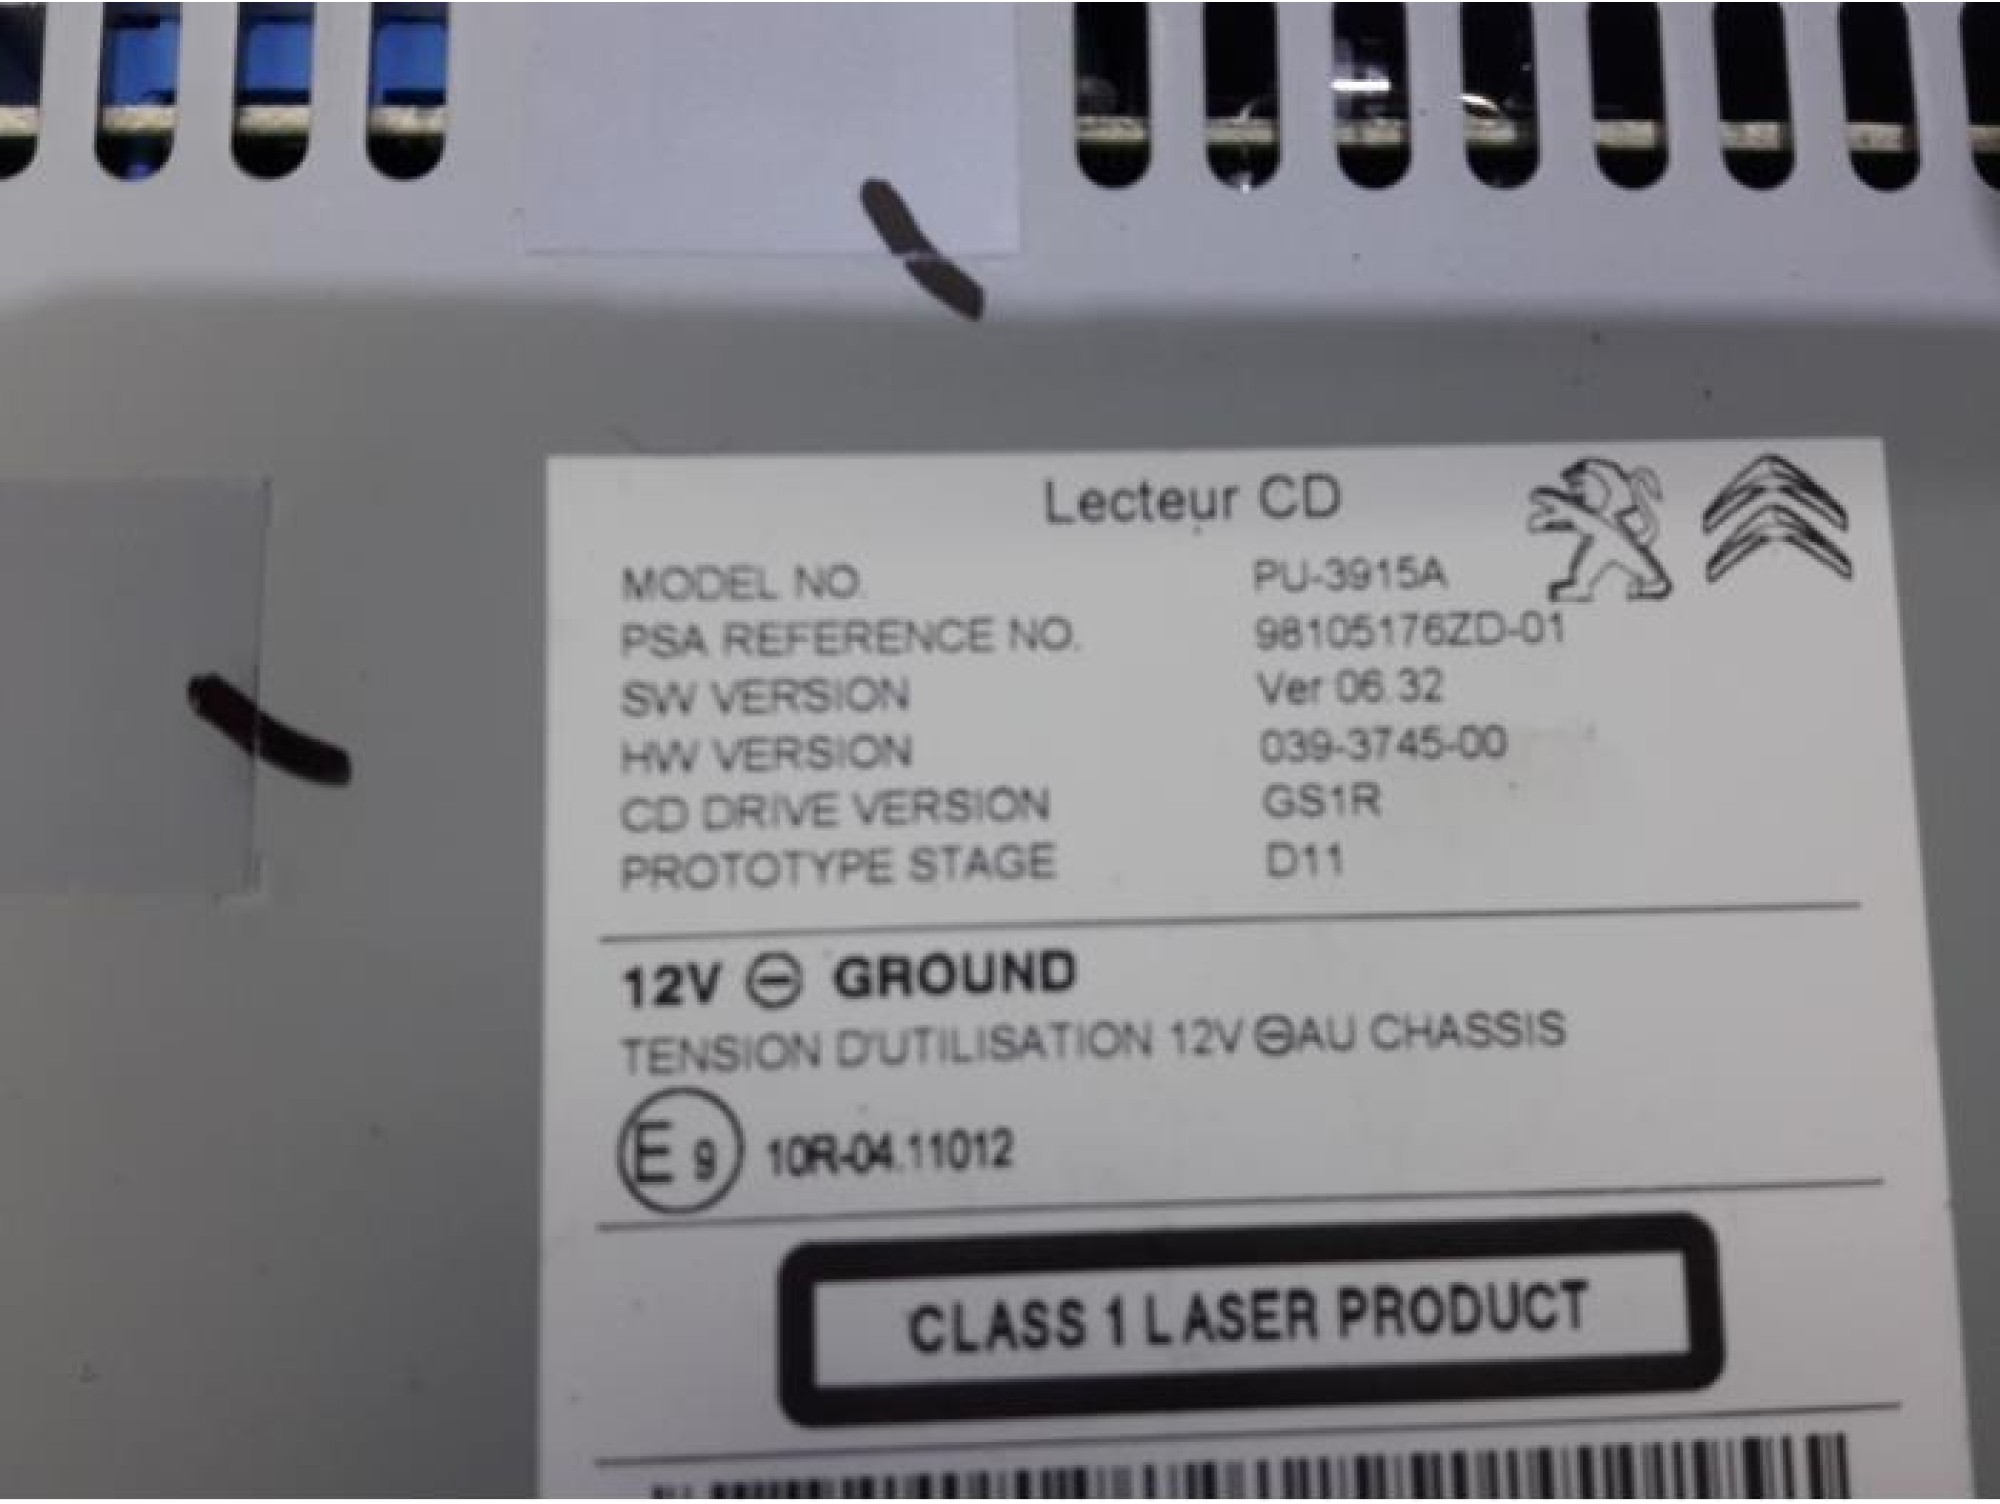 Lecteur CD
MODEL NO. PU-3915A
PSA REFERENCE NO. 98105176ZD-01
SW VERSION Ver 06.32
HW VERSION 039-3745-00
CD DRIVE VERSION GS1R
PROTOTYPE STAGE D11
12V ⊖ GROUND
TENSION D'UTILISATION 12V ⊖ AU CHASSIS
E 9 10R-04.11012
CLASS 1 LASER PRODUCT